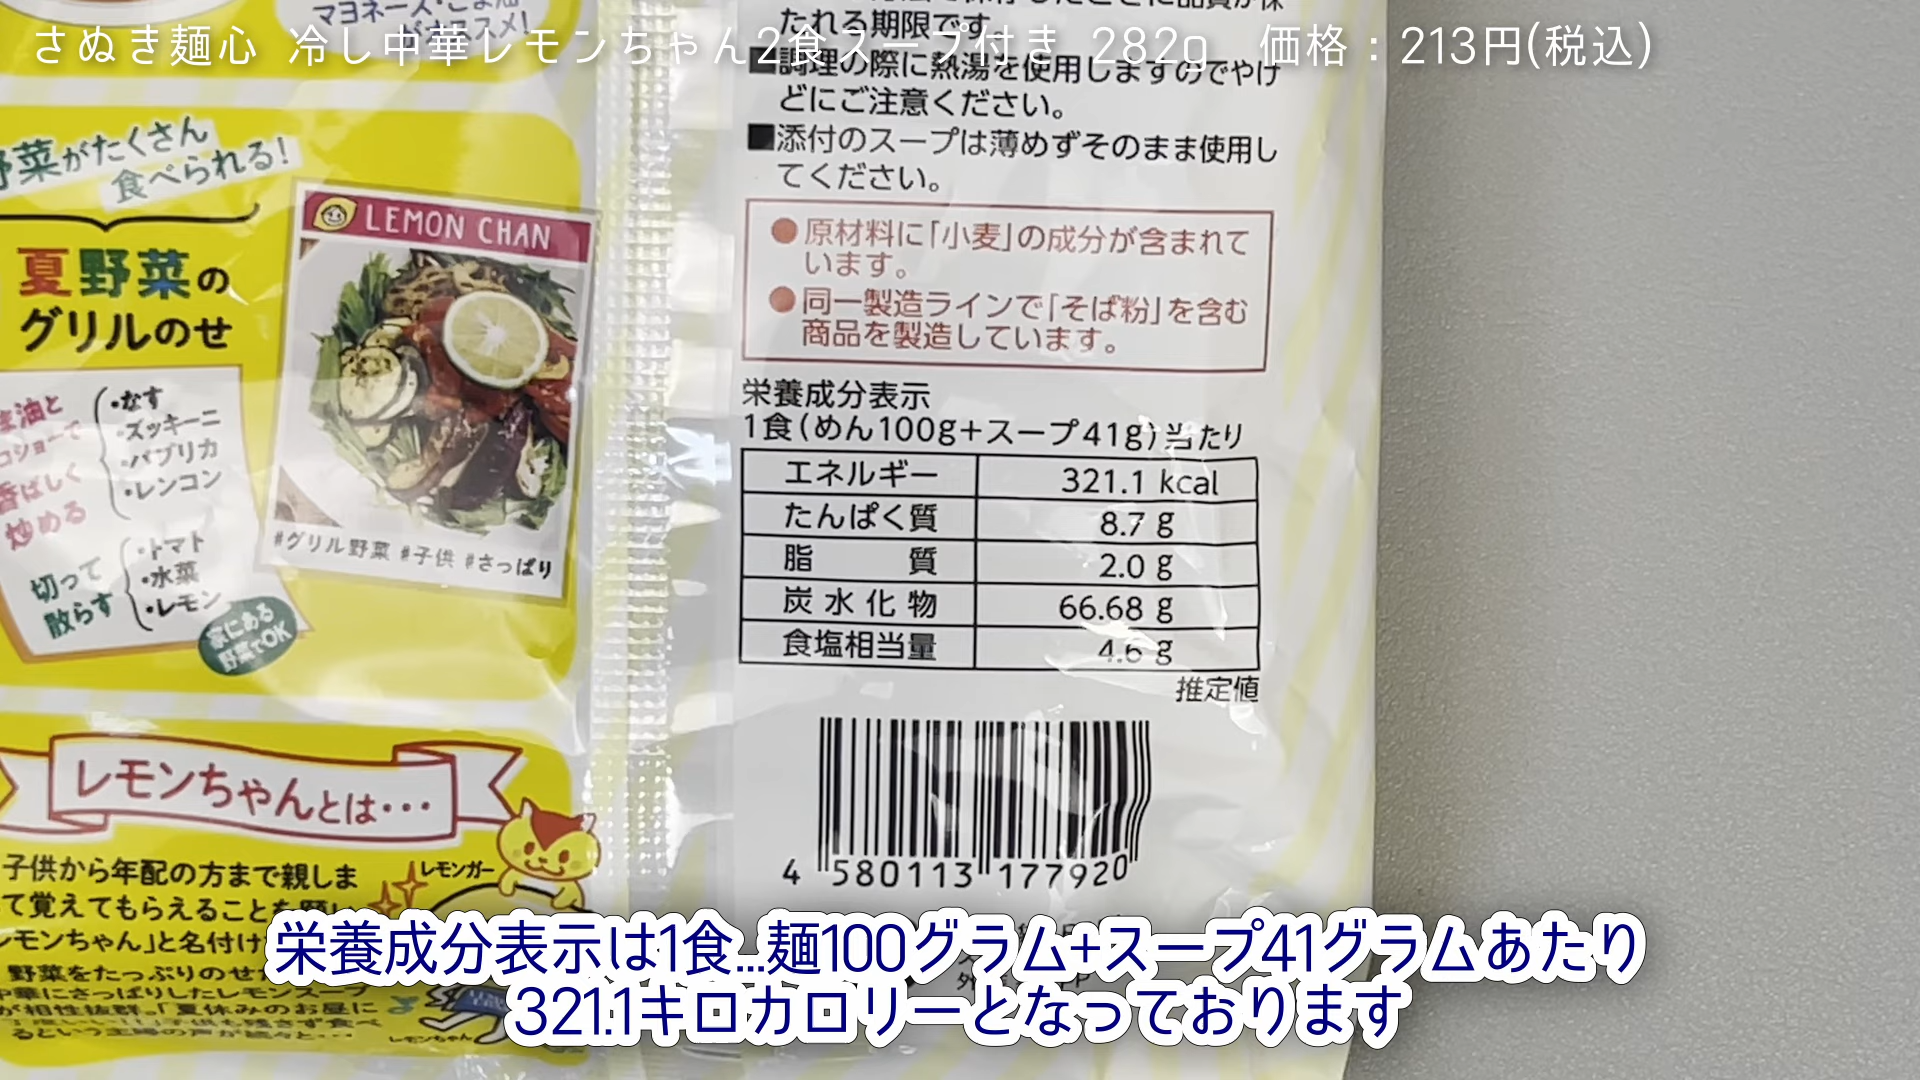 さぬき麺心 冷し中華レモンちゃん2食スープ付き 282g 価格：213円(税込)
たれる期限です。
■調理の際に熱湯を使用しますのでやけ
どにご注意ください。
■添付のスープは薄めずそのまま使用し
てください。
●原材料に「小麦」の成分が含まれて
います。
●同一製造ラインで「そば粉」を含む
商品を製造しています。
栄養成分表示
1食(めん100g+スープ41g)当たり
エネルギー 321.1 kcal
たんぱく質 8.7 g
脂質 2.0 g
炭水化物 66.68 g
食塩相当量 4.6 g
推定値
4 580113 177920
野菜がたくさん
食べられる!
夏野菜の
グリルのせ
LEMON CHAN
・なす
・ズッキーニ
・パプリカ
・レンコン
香ばしく
炒める
切って
散らす
・トマト
・水菜
・レモン
家にある
野菜でOK
#グリル野菜 #子供 #さっぱり
レモンちゃんとは・・・
子供から年配の方まで親しま
て覚えてもらえることを願い
レモンガー
レモンちゃん
栄養成分表示は1食...麺100グラム+スープ41グラムあたり
321.1キロカロリーとなっております